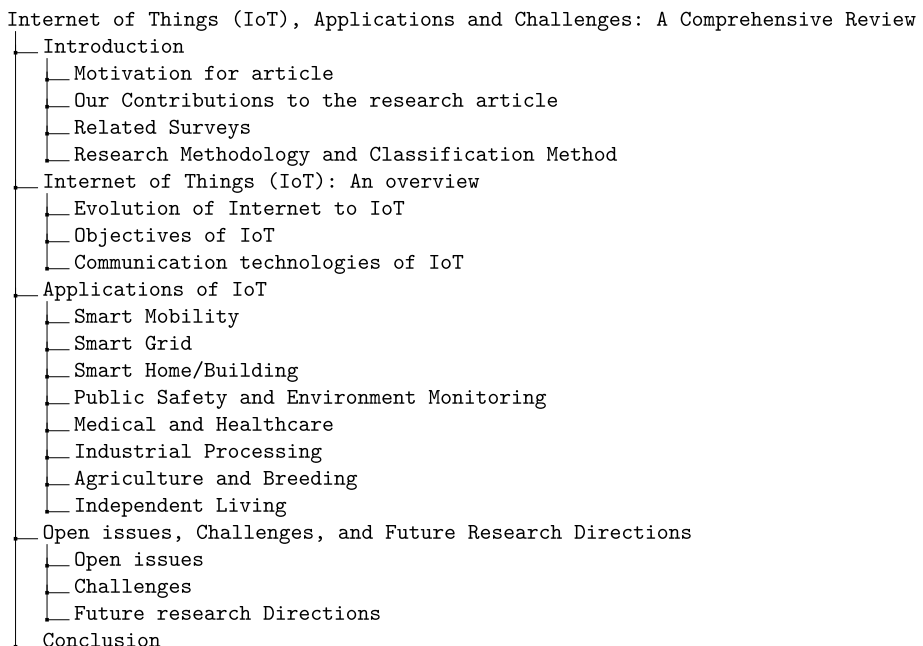 Internet of Things (IoT), Applications and Challenges: A Comprehensive Review
Introduction
Motivation for article
Our Contributions to the research article
Related Surveys
Research Methodology and Classification Method
Internet of Things (IoT): An overview
Evolution of Internet to IoT
Objectives of IoT
Communication technologies of IoT
Applications of IoT
Smart Mobility
Smart Grid
Smart Home/Building
Public Safety and Environment Monitoring
Medical and Healthcare
Industrial Processing
Agriculture and Breeding
Independent Living
Open issues, Challenges, and Future Research Directions
Open issues
Challenges
Future research Directions
Conclusion